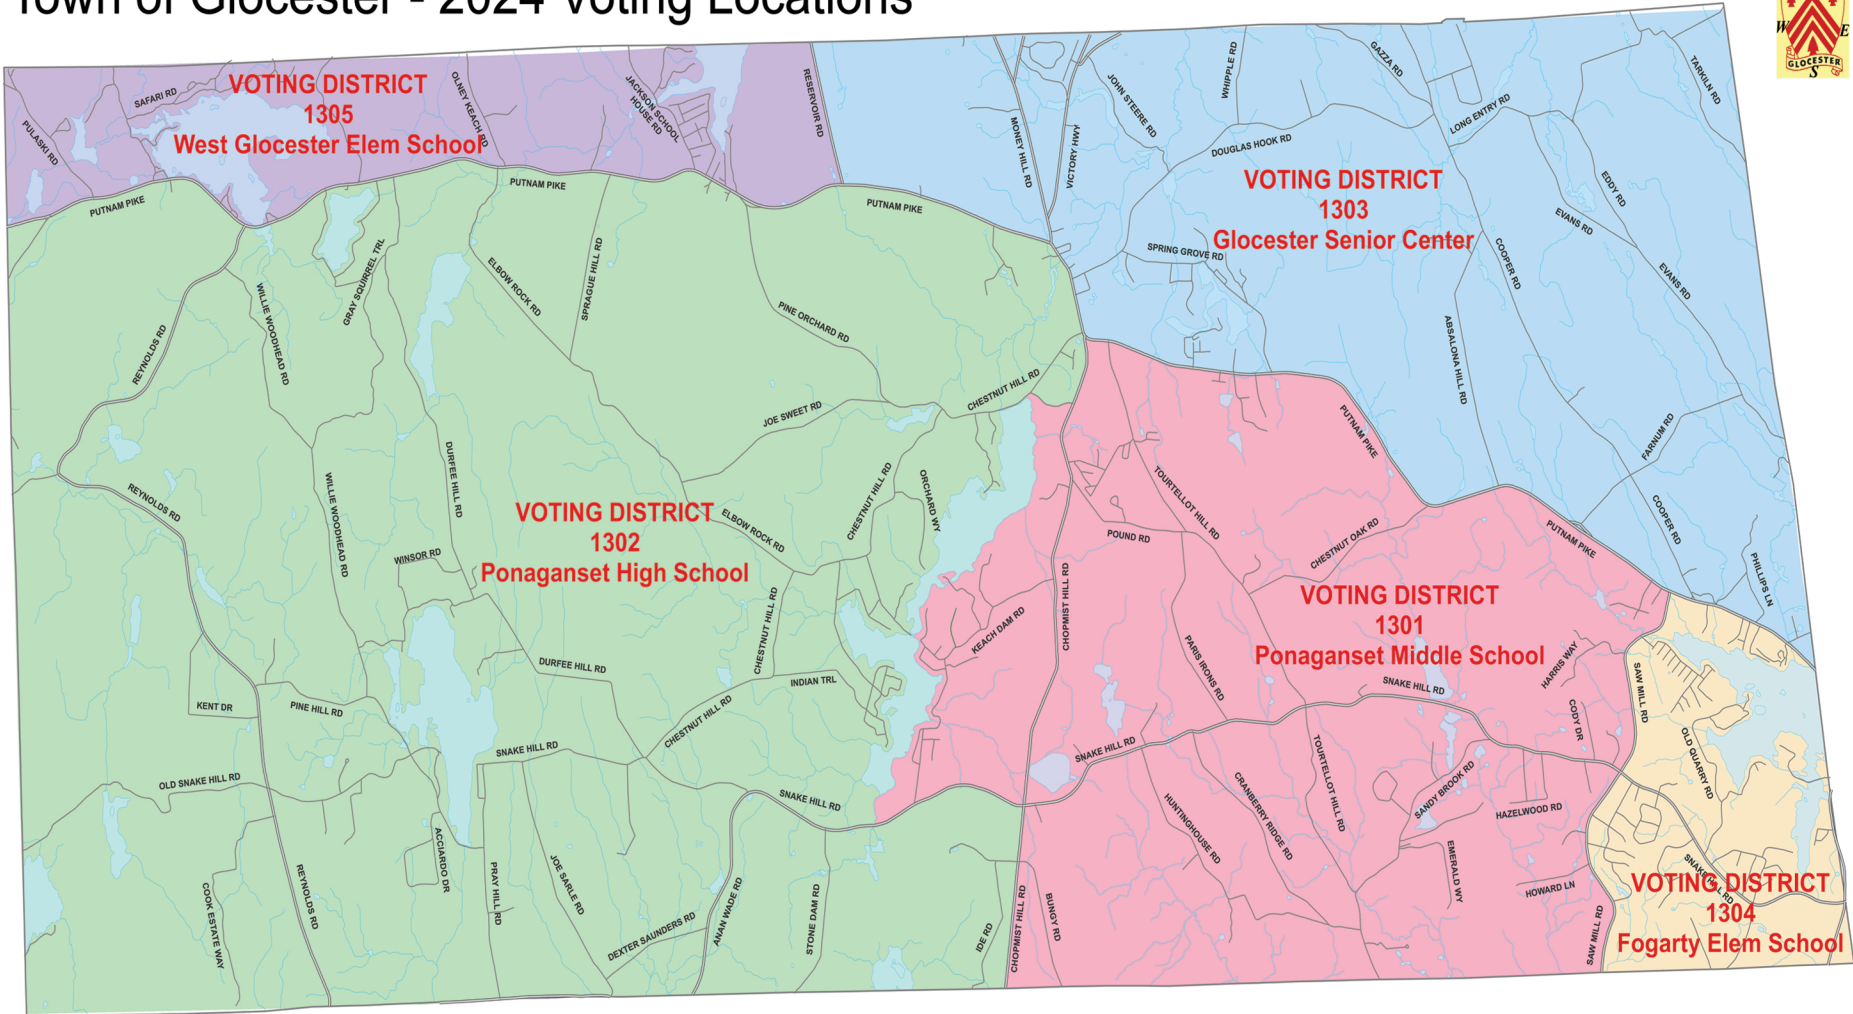 Town of Glocester - 2024 Voting Locations
W
E
GLOCESTER
S
VOTING DISTRICT
1305
West Glocester Elem School
SAFARI RD
PULASKI RD
OLNEY KEACH RD
JACKSON SCHOOL
HOUSE RD
RESERVOIR RD
PUTNAM PIKE
PUTNAM PIKE
PUTNAM PIKE
MONEY HILL RD
VICTORY HWY
JOHN STEERE RD
WHIPPLE RD
DOUGLAS HOOK RD
GAZZA RD
LONG ENTRY RD
TARKILN RD
VOTING DISTRICT
1303
Glocester Senior Center
SPRING GROVE RD
EDDY RD
EVANS RD
EVANS RD
COOPER RD
ABSALONA HILL RD
FARNUM RD
COOPER RD
PHILLIPS LN
PUTNAM PIKE
PUTNAM PIKE
REYNOLDS RD
WILLIE WOODHEAD RD
GRAY SQUIRREL TRL
ELBOW ROCK RD
SPRAGUE HILL RD
PINE ORCHARD RD
JOE SWEET RD
CHESTNUT HILL RD
REYNOLDS RD
WILLIE WOODHEAD RD
DURFEE HILL RD
WINSOR RD
VOTING DISTRICT
1302
Ponaganset High School
ELBOW ROCK RD
CHESTNUT HILL RD
ORCHARD WY
CHESTNUT HILL RD
DURFEE HILL RD
INDIAN TRL
CHESTNUT HILL RD
KENT DR
PINE HILL RD
SNAKE HILL RD
OLD SNAKE HILL RD
SNAKE HILL RD
ACCIARDO DR
COOK ESTATE WAY
REYNOLDS RD
PRAY HILL RD
JOE SARLE RD
DEXTER SAUNDERS RD
ANAN WADE RD
STONE DAM RD
IDE RD
CHOPMIST HILL RD
BUNGY RD
TOURTELLOT HILL RD
POUND RD
CHESTNUT OAK RD
CHOPMIST HILL RD
KEACH DAM RD
PARIS IRONS RD
VOTING DISTRICT
1301
Ponaganset Middle School
SNAKE HILL RD
HARRIS WAY
CODY DR
SNAKE HILL RD
HUNTINGHOUSE RD
CRANBERRY RIDGE RD
TOURTELLOT HILL RD
SANDY BROOK RD
HAZELWOOD RD
EMERALD WY
HOWARD LN
SAW MILL RD
SAW MILL RD
OLD QUARRY RD
SNAKE HILL RD
VOTING DISTRICT
1304
Fogarty Elem School